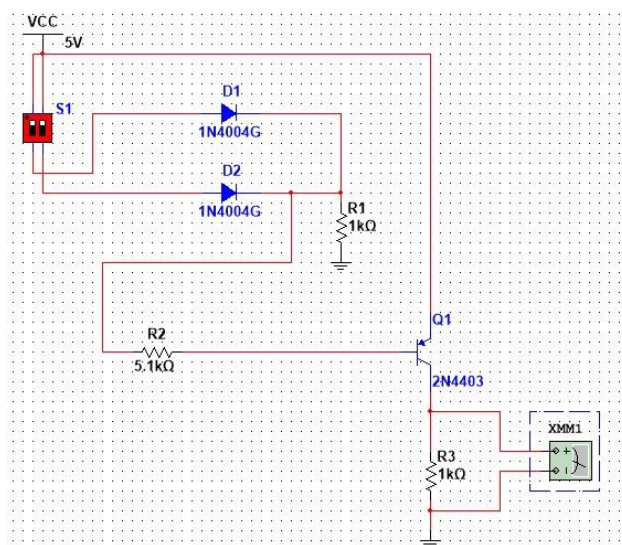 VCC
5V
S1
D1
1N4004G
D2
1N4004G
R1
1kΩ
Q1
R2
5.1kΩ
2N4403
XMM1
R3
1kΩ